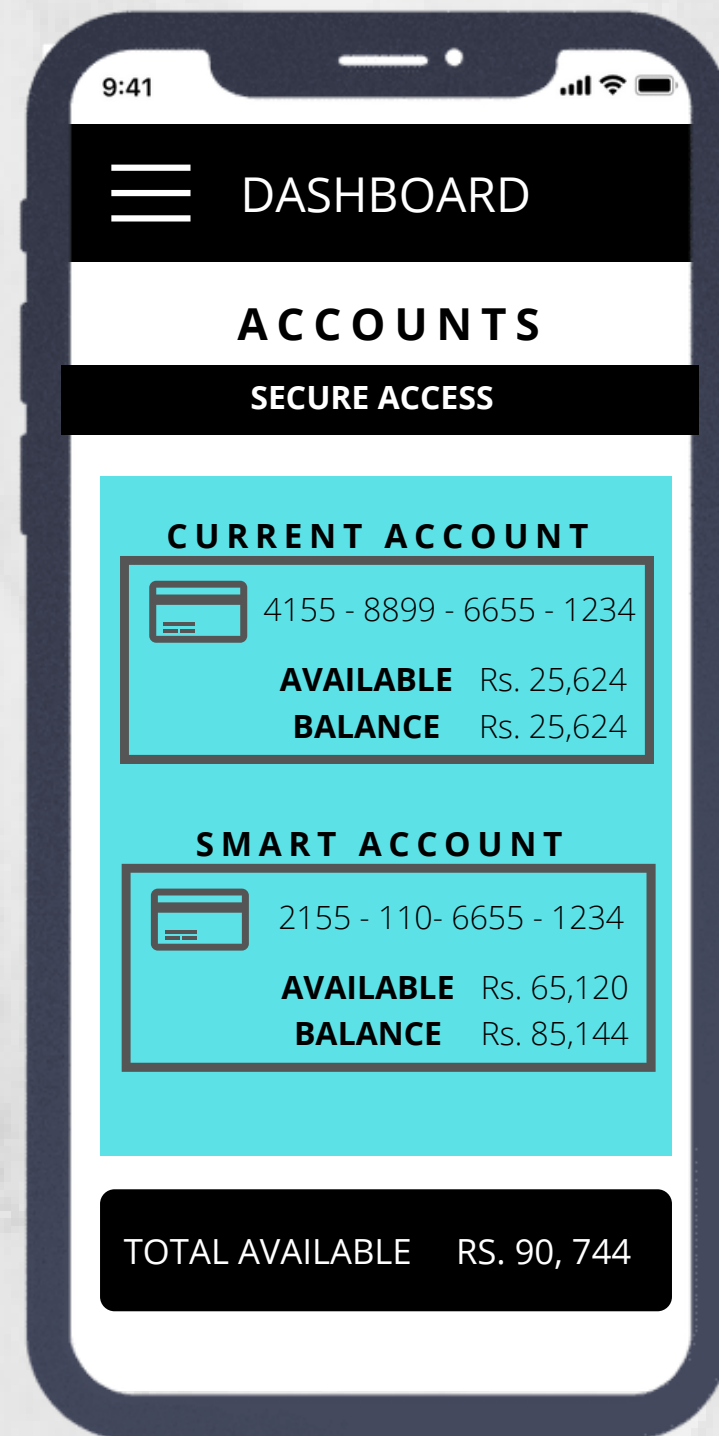 9:41
DASHBOARD
ACCOUNTS
SECURE ACCESS
CURRENT ACCOUNT
4155 - 8899 - 6655 - 1234
AVAILABLE Rs. 25,624
BALANCE Rs. 25,624
SMART ACCOUNT
2155 - 110- 6655 - 1234
AVAILABLE Rs. 65,120
BALANCE Rs. 85,144
TOTAL AVAILABLE RS. 90, 744